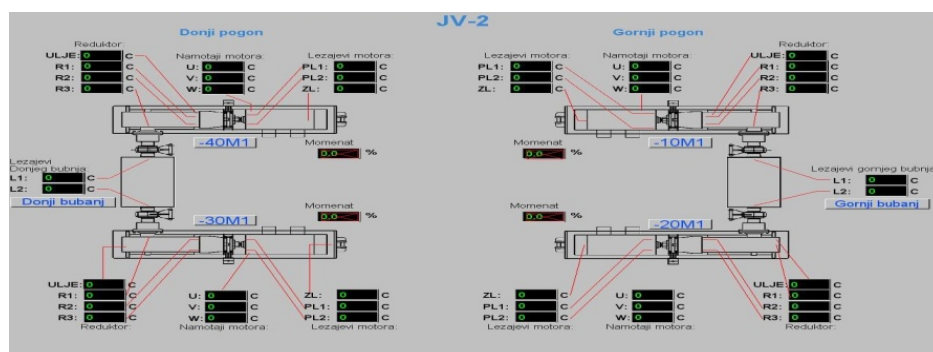 JV-2
Donji pogon
Gornji pogon
Reduktor:
ULJE: 0 C
R1: 0 C
R2: 0 C
R3: 0 C
Namotaji motora:
U: 0 C
V: 0 C
W: 0 C
Lezajevi motora:
PL1: 0 C
PL2: 0 C
ZL: 0 C
Lezajevi motora:
PL1: 0 C
PL2: 0 C
ZL: 0 C
Namotaji motora:
U: 0 C
V: 0 C
W: 0 C
Reduktor:
ULJE: 0 C
R1: 0 C
R2: 0 C
R3: 0 C
-40M1
Momenat
0,0 %
Momenat
0,0 %
-10M1
Lezajevi
Donjeg bubnja:
L1: 0 C
L2: 0 C
Donji bubanj
Lezajevi gornjeg bubnja
L1: 0 C
L2: 0 C
Gornji bubanj
-30M1
Momenat
0,0 %
Momenat
0,0 %
-20M1
ULJE: 0 C
R1: 0 C
R2: 0 C
R3: 0 C
Reduktor:
U: 0 C
V: 0 C
W: 0 C
Namotaji motora:
ZL: 0 C
PL1: 0 C
PL2: 0 C
Lezajevi motora:
ZL: 0 C
PL1: 0 C
PL2: 0 C
Lezajevi motora:
U: 0 C
V: 0 C
W: 0 C
Namotaji motora:
ULJE: 0 C
R1: 0 C
R2: 0 C
R3: 0 C
Reduktor: